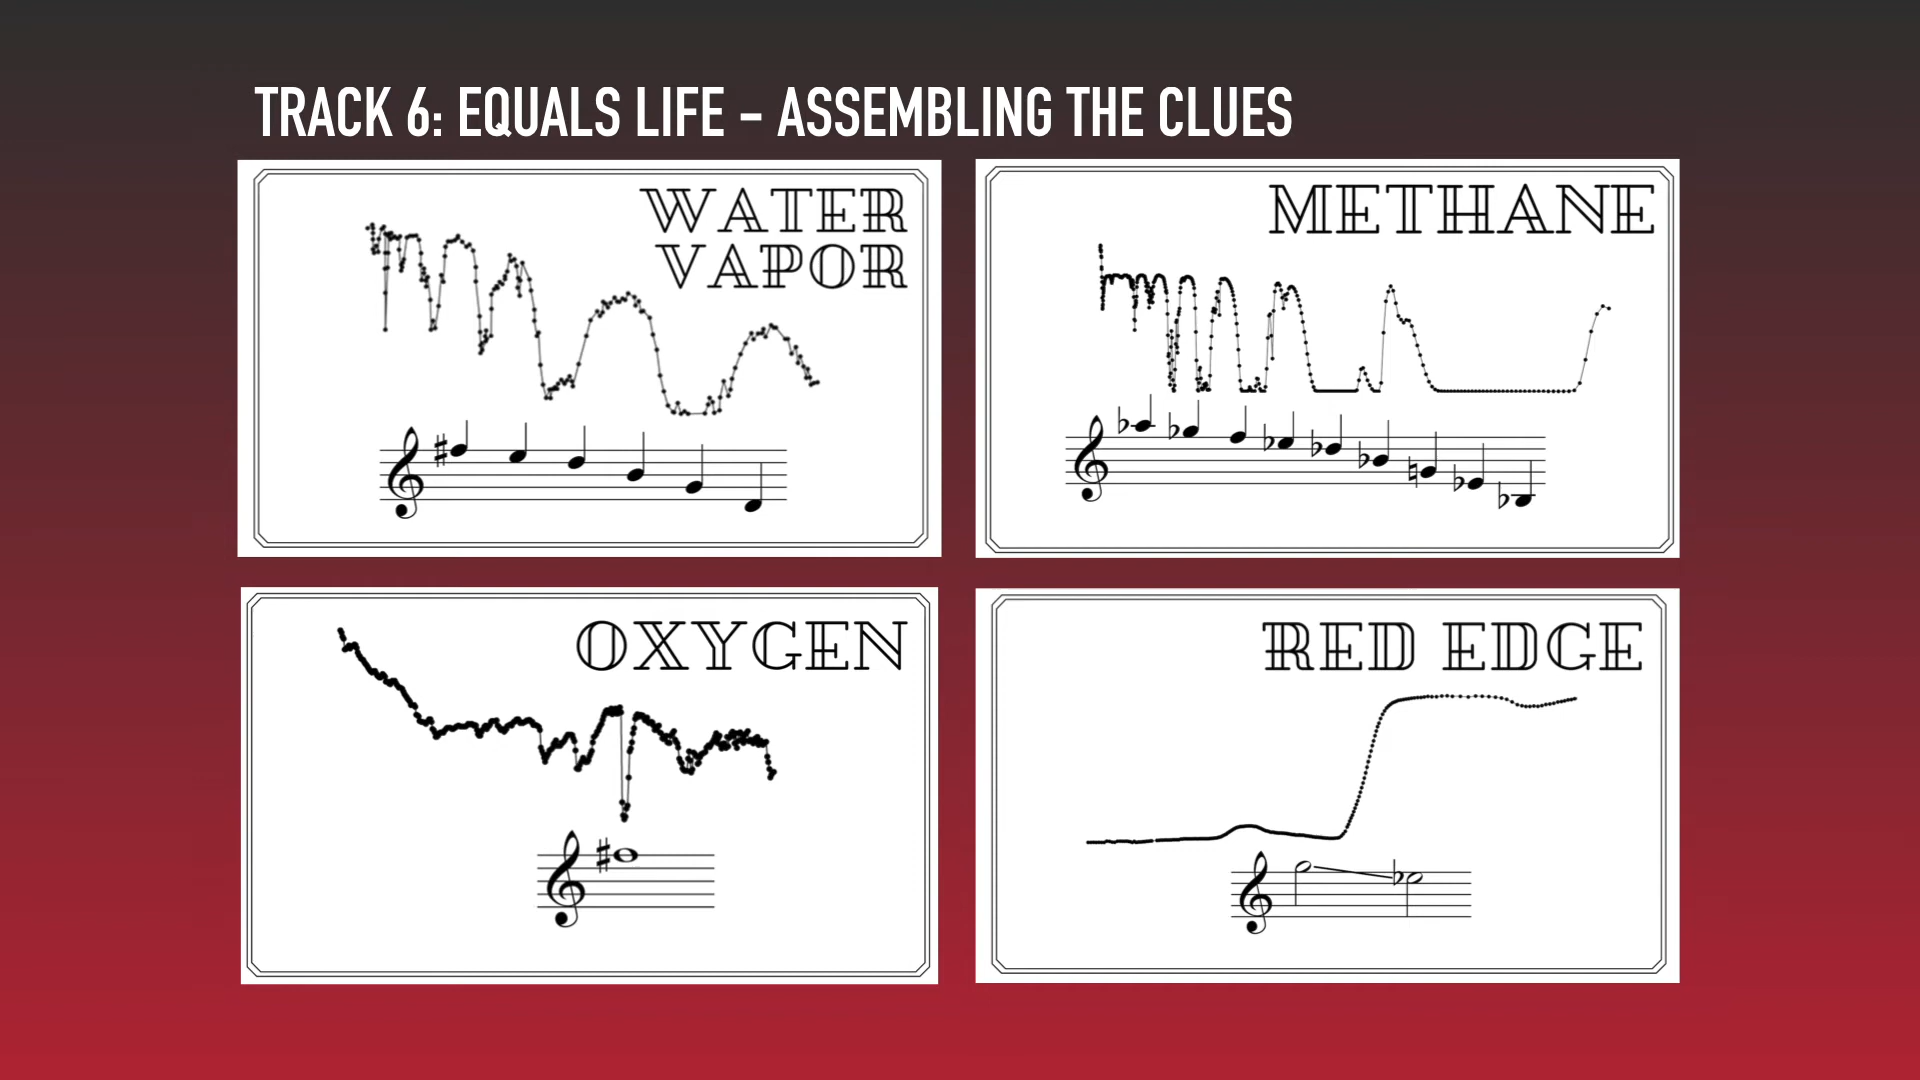 TRACK 6: EQUALS LIFE – ASSEMBLING THE CLUES
WATER
VAPOR
METHANE
OXYGEN
RED EDGE